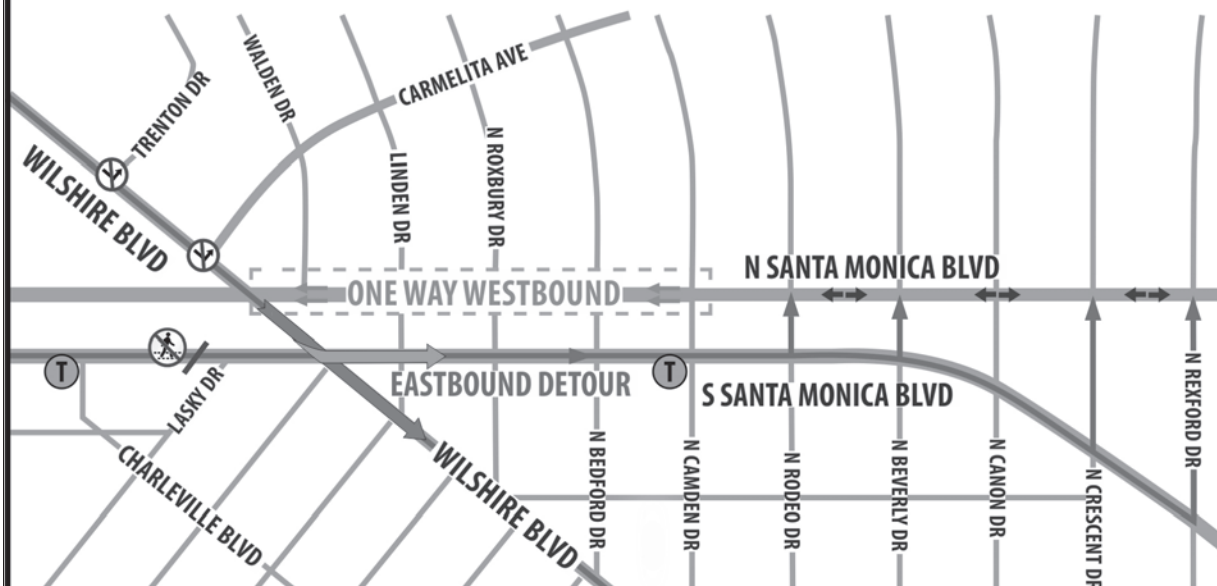 TRENTON DR
WALDEN DR
CARMELITA AVE
WILSHIRE BLVD
LINDEN DR
N ROXBURY DR
N SANTA MONICA BLVD
ONE WAY WESTBOUND
T
T
EASTBOUND DETOUR
S SANTA MONICA BLVD
LASKY DR
CHARLEVILLE BLVD
WILSHIRE BLVD
N BEDFORD DR
N CAMDEN DR
N RODEO DR
N BEVERLY DR
N CANON DR
N CRESCENT DR
N REXFORD DR